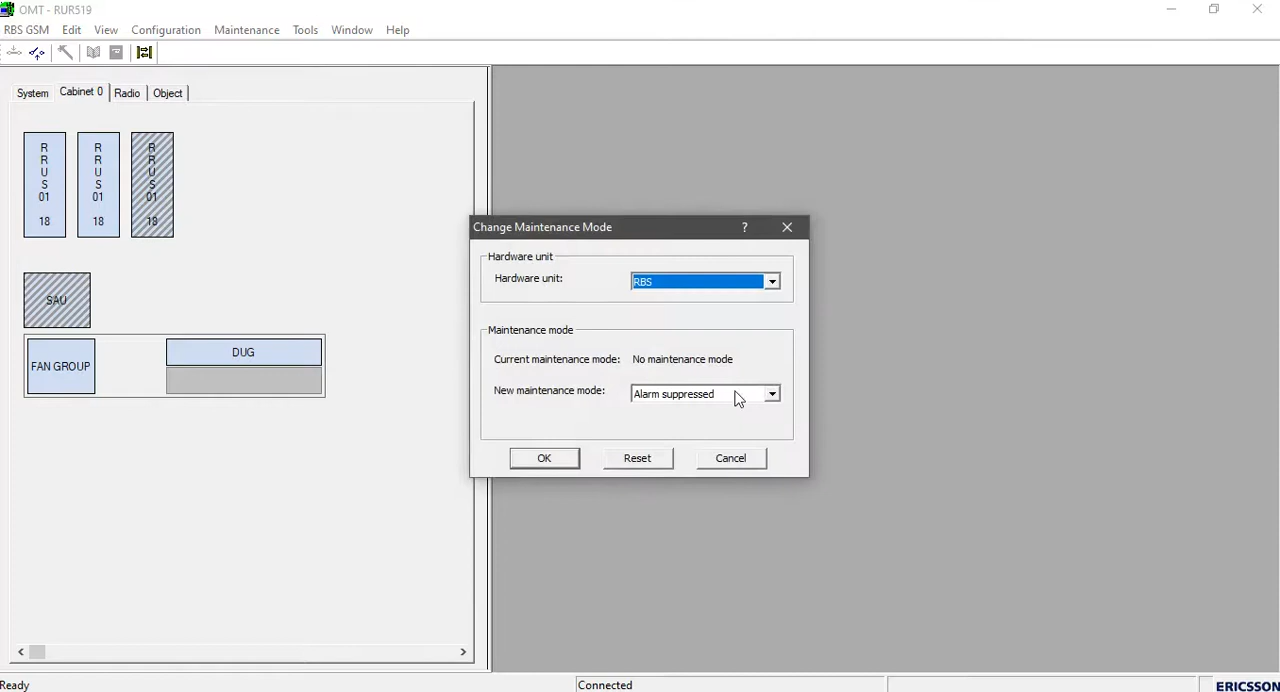 OMT - RUR519
RBS GSM Edit View Configuration Maintenance Tools Window Help
System Cabinet 0 Radio Object
R
R
U
S
01
18
R
R
U
S
01
18
R
R
U
S
01
18
SAU
FAN GROUP
DUG
Change Maintenance Mode ?
Hardware unit
Hardware unit: RBS
Maintenance mode
Current maintenance mode: No maintenance mode
New maintenance mode: Alarm suppressed
OK Reset Cancel
Ready Connected ERICSSON